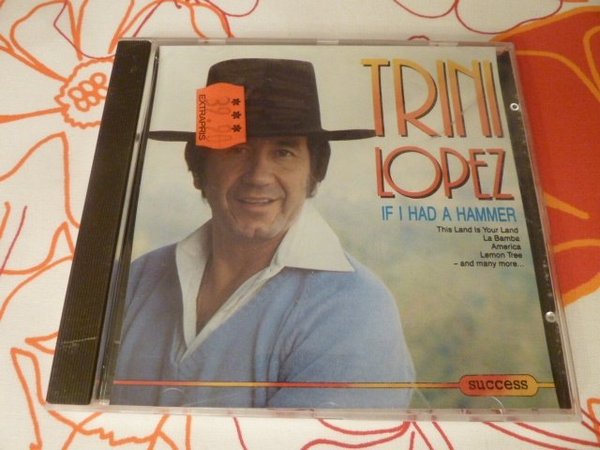 TRINI
LOPEZ
IF I HAD A HAMMER
This Land Is Your Land
La Bamba
America
Lemon Tree
– and many more...
success
EXTRAPRIS
***